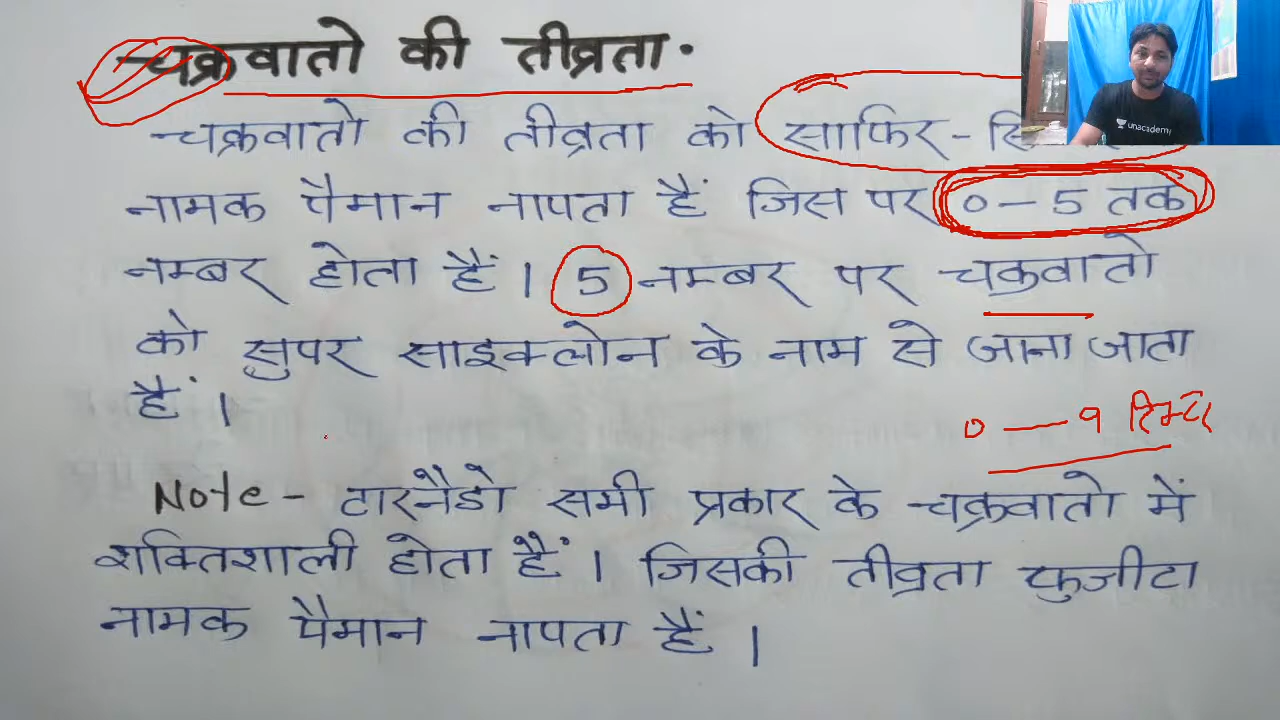 चक्रवातो की तीव्रता.
चक्रवातो की तीव्रता को साफिर-
नामक पैमान नापता हैं जिस पर 0-5 तक
नम्बर होता हैं। 5 नम्बर पर चक्रवातो
को सुपर साइक्लोन के नाम से जाना जाता
हैं।
0 — 9
Note - टारनैडो सभी प्रकार के चक्रवातो में
शक्तिशाली होता हैं। जिसकी तीव्रता फुजीटा
नामक पैमान नापता हैं।
unacademy